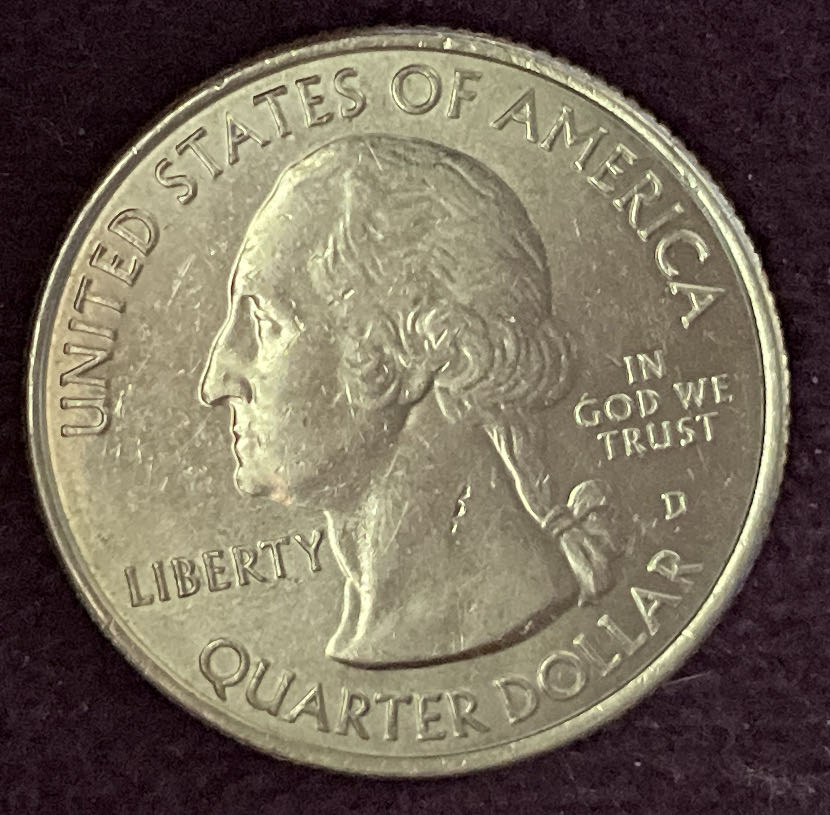 UNITED STATES OF AMERICA
IN
GOD WE
TRUST
D
LIBERTY
QUARTER DOLLAR